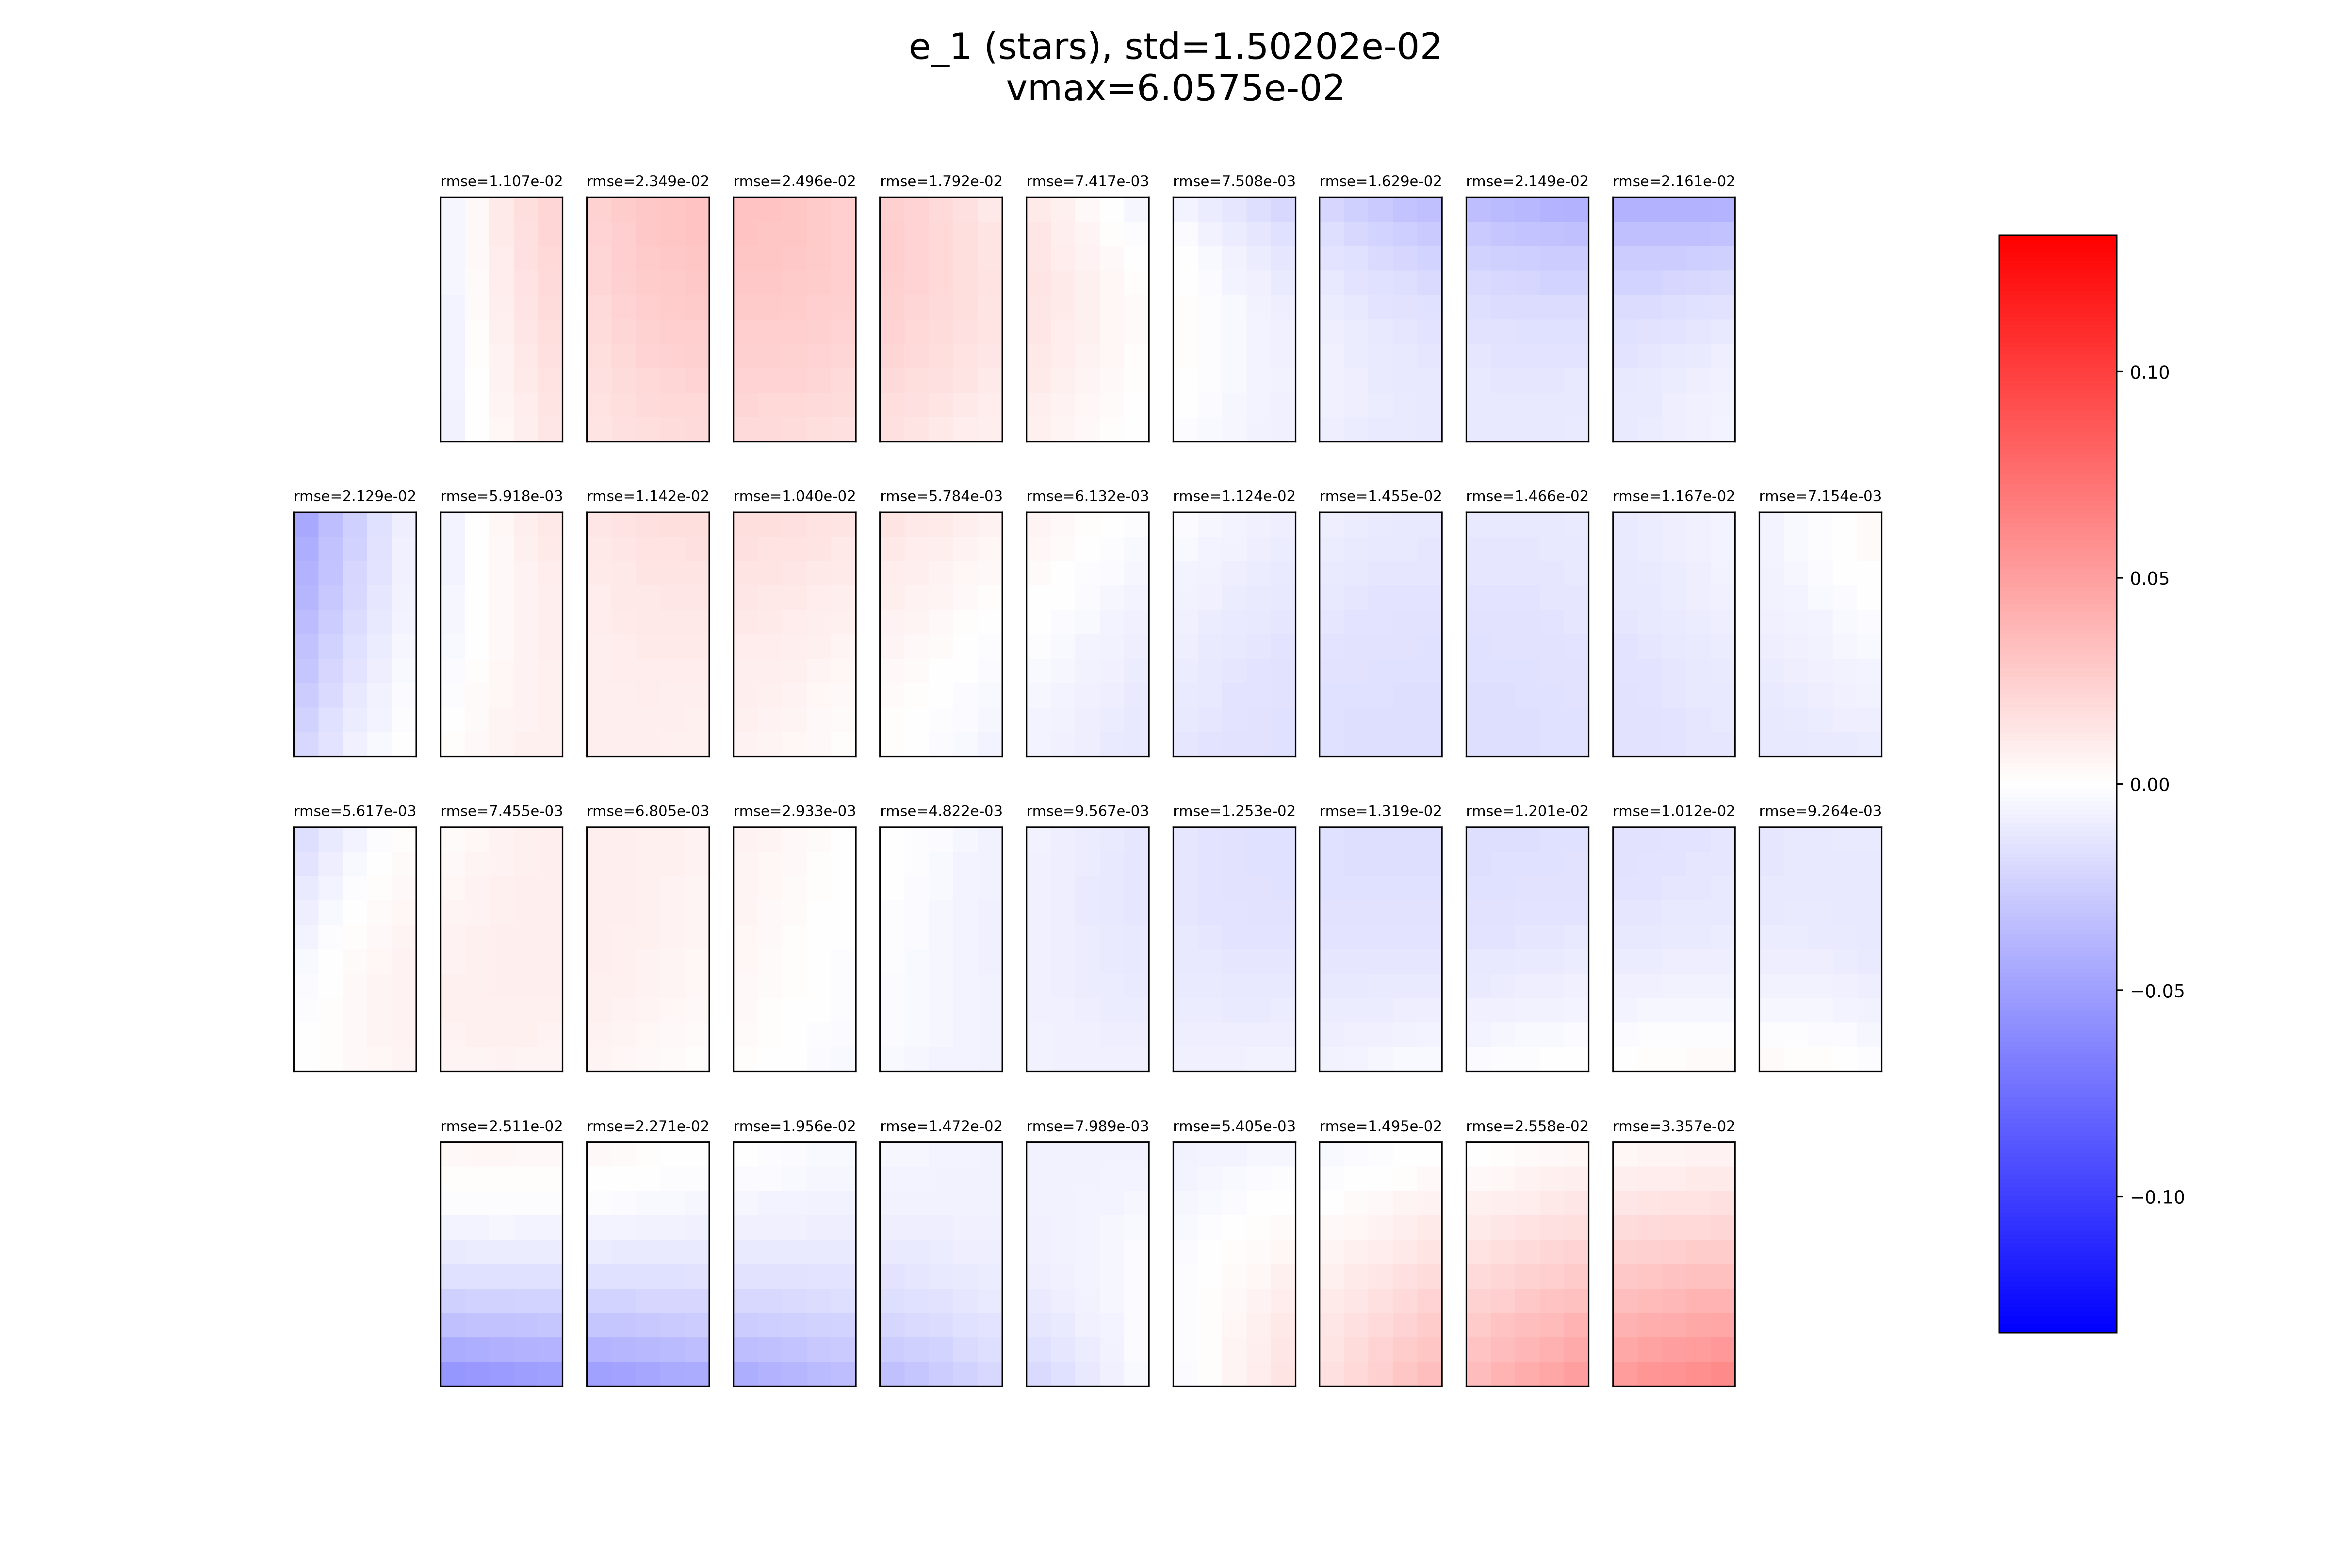 e_1 (stars), std=1.50202e-02
vmax=6.0575e-02
rmse=1.107e-02 rmse=2.349e-02 rmse=2.496e-02 rmse=1.792e-02 rmse=7.417e-03 rmse=7.508e-03 rmse=1.629e-02 rmse=2.149e-02 rmse=2.161e-02
rmse=2.129e-02 rmse=5.918e-03 rmse=1.142e-02 rmse=1.040e-02 rmse=5.784e-03 rmse=6.132e-03 rmse=1.124e-02 rmse=1.455e-02 rmse=1.466e-02 rmse=1.167e-02 rmse=7.154e-03
rmse=5.617e-03 rmse=7.455e-03 rmse=6.805e-03 rmse=2.933e-03 rmse=4.822e-03 rmse=9.567e-03 rmse=1.253e-02 rmse=1.319e-02 rmse=1.201e-02 rmse=1.012e-02 rmse=9.264e-03
rmse=2.511e-02 rmse=2.271e-02 rmse=1.956e-02 rmse=1.472e-02 rmse=7.989e-03 rmse=5.405e-03 rmse=1.495e-02 rmse=2.558e-02 rmse=3.357e-02
0.10
0.05
0.00
−0.05
−0.10